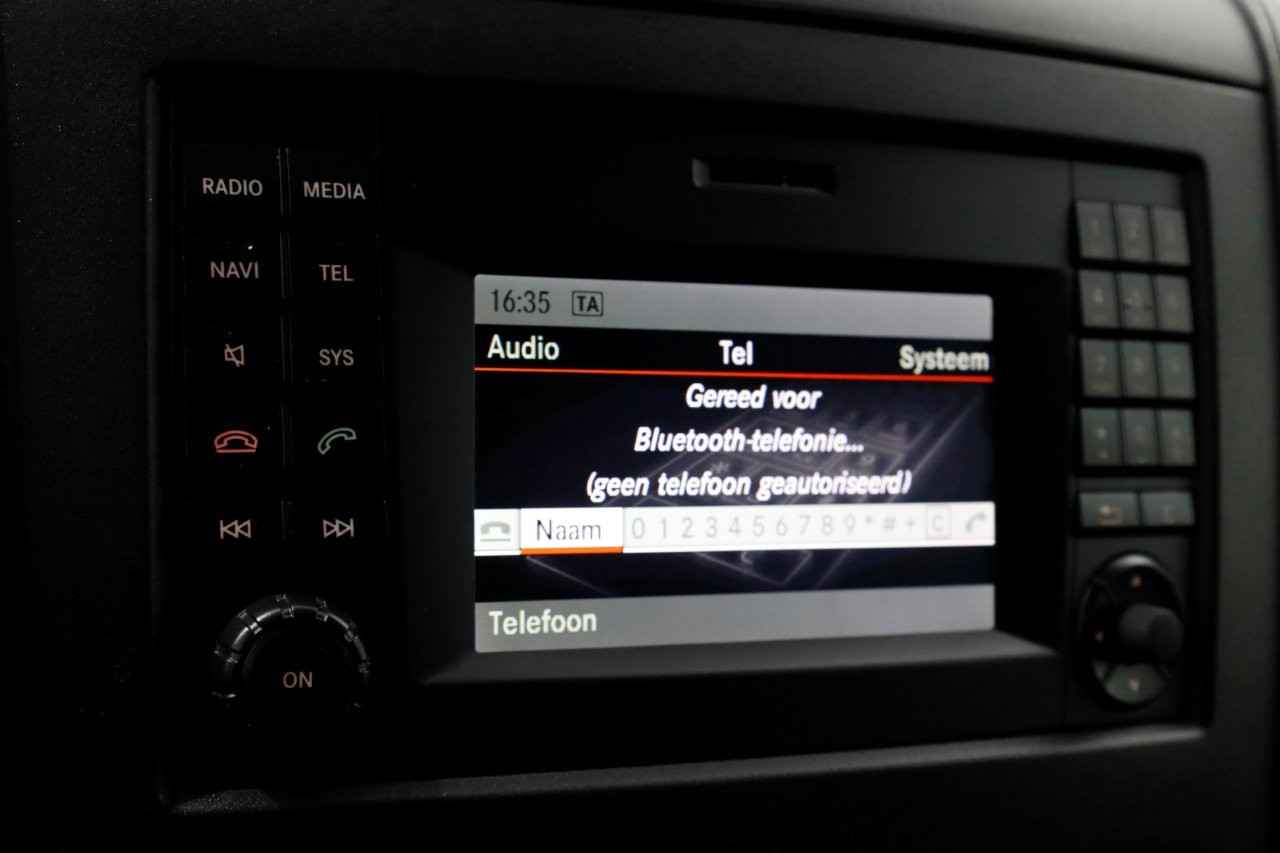 RADIO MEDIA
NAVI TEL
SYS
ON
16:35 TA
Audio Tel Systeem
Gereed voor
Bluetooth-telefonie...
(geen telefoon geautoriseerd)
Naam 0 1 2 3 4 5 6 7 8 9 * # + C
Telefoon